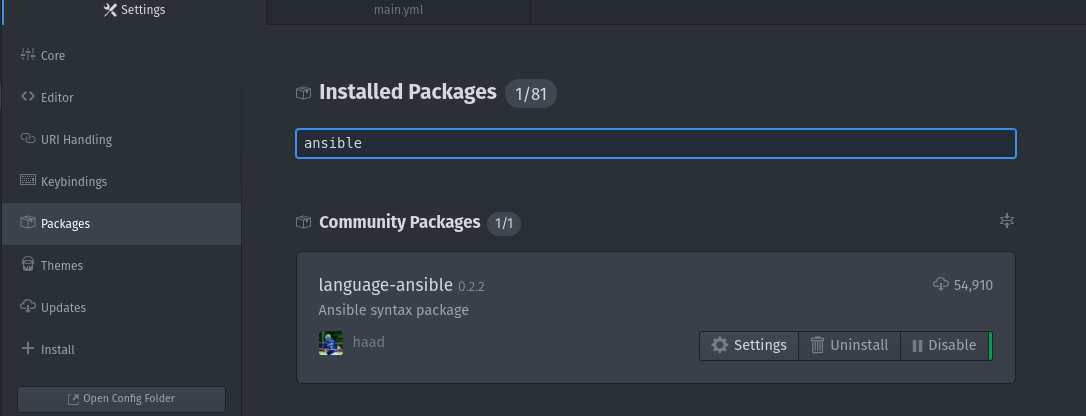 Settings
main.yml
Core
Editor
URI Handling
Keybindings
Packages
Themes
Updates
Install
Open Config Folder
Installed Packages 1/81
ansible
Community Packages 1/1
language-ansible 0.2.2
54,910
Ansible syntax package
haad
Settings
Uninstall
Disable